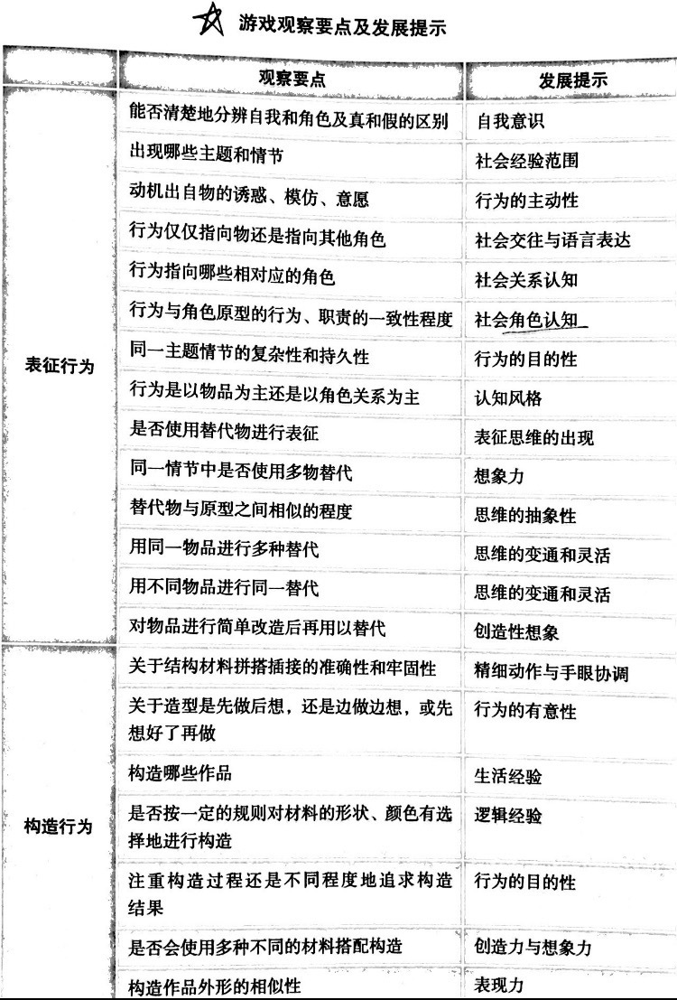 游戏观察要点及发展提示
观察要点 发展提示
能否清楚地分辨自我和角色及真和假的区别 自我意识
出现哪些主题和情节 社会经验范围
动机出自物的诱惑、模仿、意愿 行为的主动性
行为仅仅指向物还是指向其他角色 社会交往与语言表达
行为指向哪些相对应的角色 社会关系认知
行为与角色原型的行为、职责的一致性程度 社会角色认知
表征行为
同一主题情节的复杂性和持久性 行为的目的性
行为是以物品为主还是以角色关系为主 认知风格
是否使用替代物进行表征 表征思维的出现
同一情节中是否使用多物替代 想象力
替代物与原型之间相似的程度 思维的抽象性
用同一物品进行多种替代 思维的变通和灵活
用不同物品进行同一替代 思维的变通和灵活
对物品进行简单改造后再用以替代 创造性想象
关于结构材料拼搭插接的准确性和牢固性 精细动作与手眼协调
关于造型是先做后想，还是边做边想，或先 行为的有意性
想好了再做
构造哪些作品 生活经验
构造行为
是否按一定的规则对材料的形状、颜色有选 逻辑经验
择地进行构造
注重构造过程还是不同程度地追求构造 行为的目的性
结果
是否会使用多种不同的材料搭配构造 创造力与想象力
构造作品外形的相似性 表现力